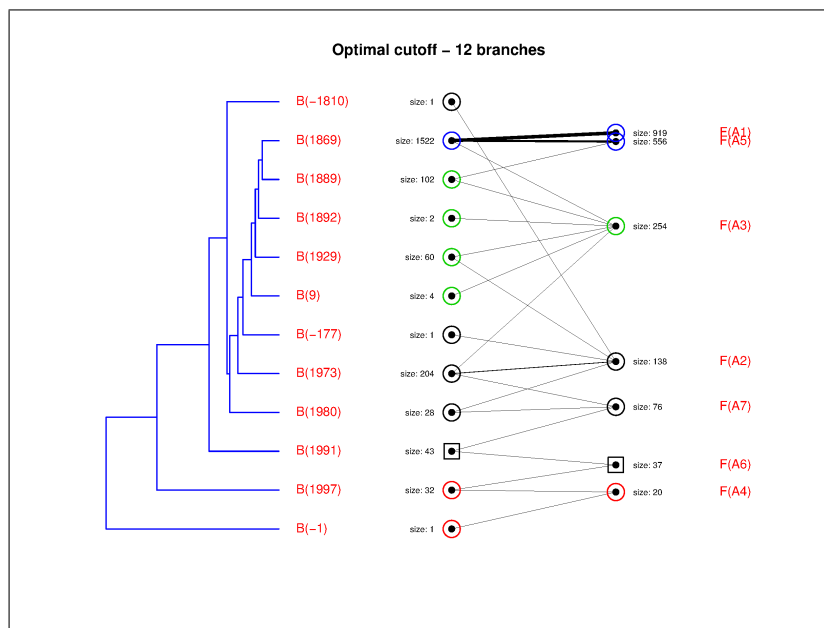 Optimal cutoff – 12 branches
B(−1810) size: 1
size: 919 F(A1)
B(1869) size: 1522 size: 556 F(A5)
B(1889) size: 102
B(1892) size: 2
size: 254 F(A3)
B(1929) size: 60
B(9) size: 4
B(−177) size: 1
size: 138 F(A2)
B(1973) size: 204
size: 76 F(A7)
B(1980) size: 28
B(1991) size: 43
size: 37 F(A6)
B(1997) size: 32 size: 20 F(A4)
B(−1) size: 1